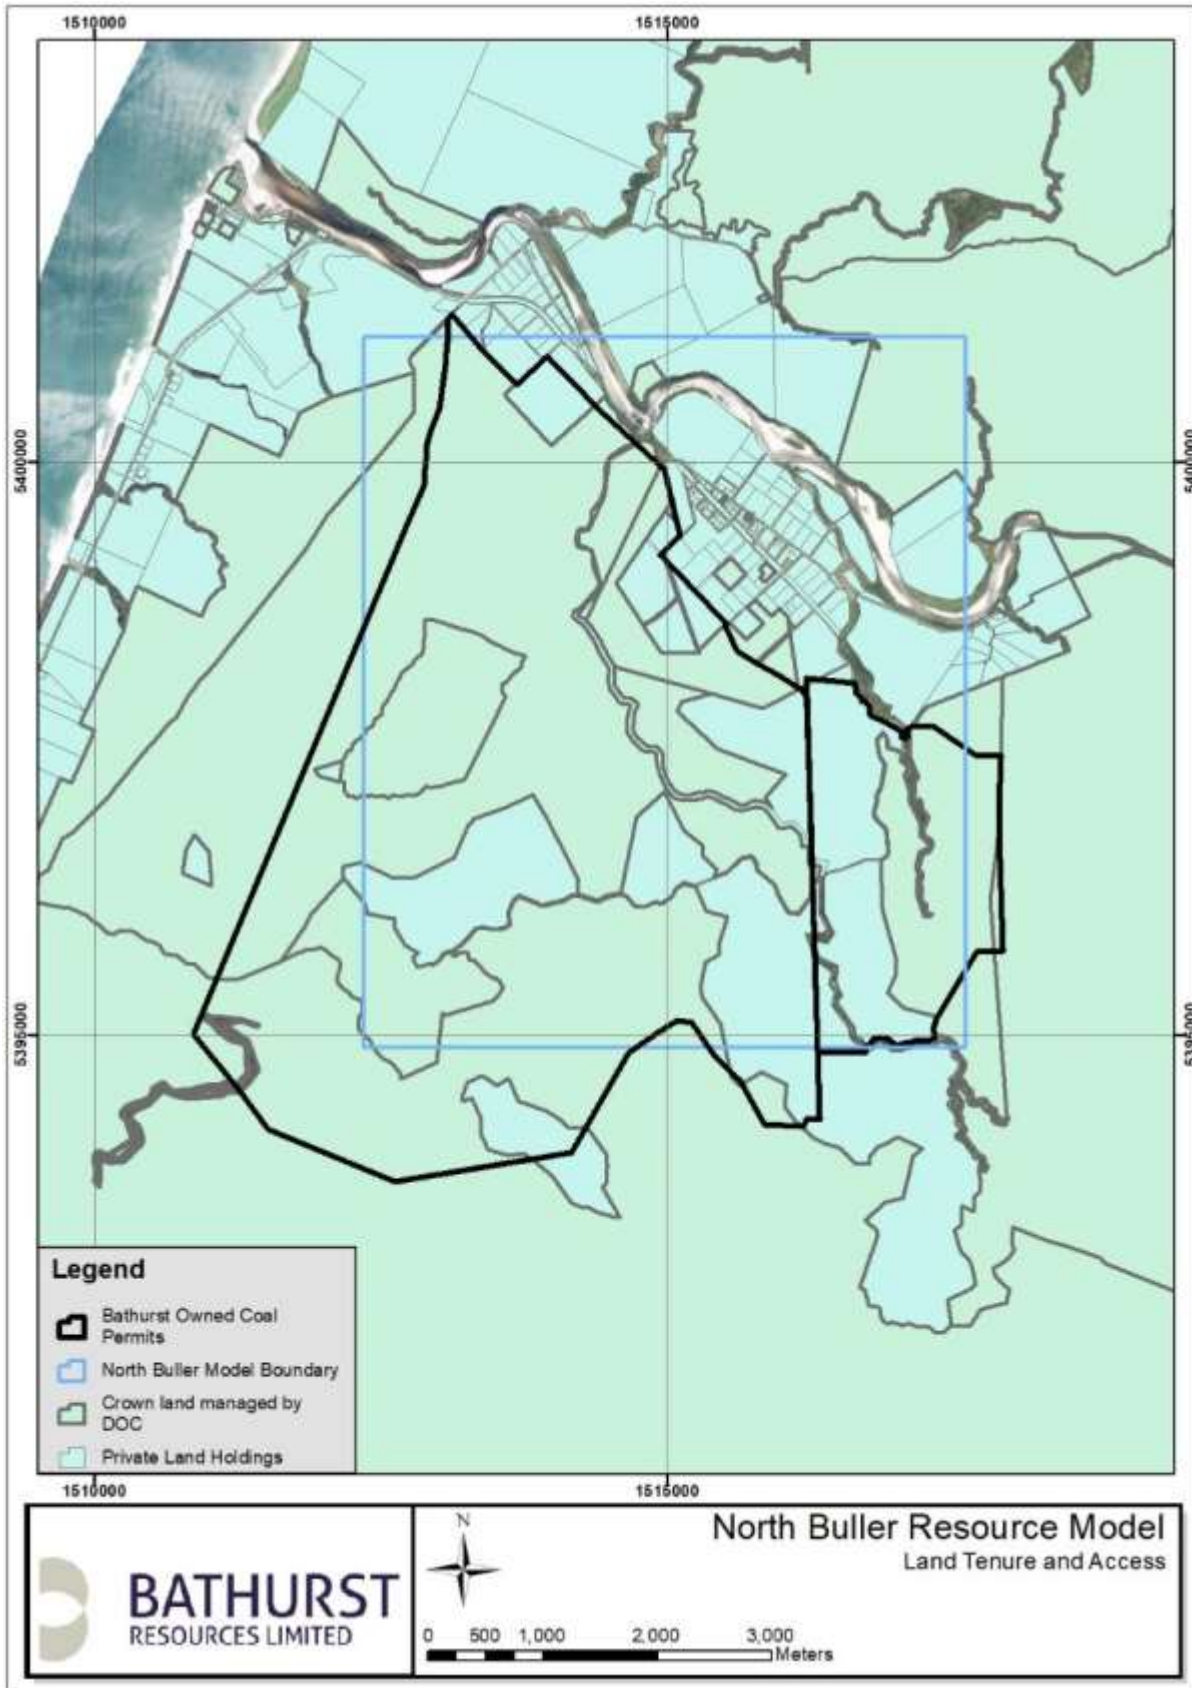 1510000 1515000
5400000 5400000
5395000 5395000
Legend
Bathurst Owned Coal
Permits
North Buller Model Boundary
Crown land managed by
DOC
Private Land Holdings
1510000 1515000
BATHURST
RESOURCES LIMITED
N
North Buller Resource Model
Land Tenure and Access
0 500 1,000 2,000 3,000
Meters